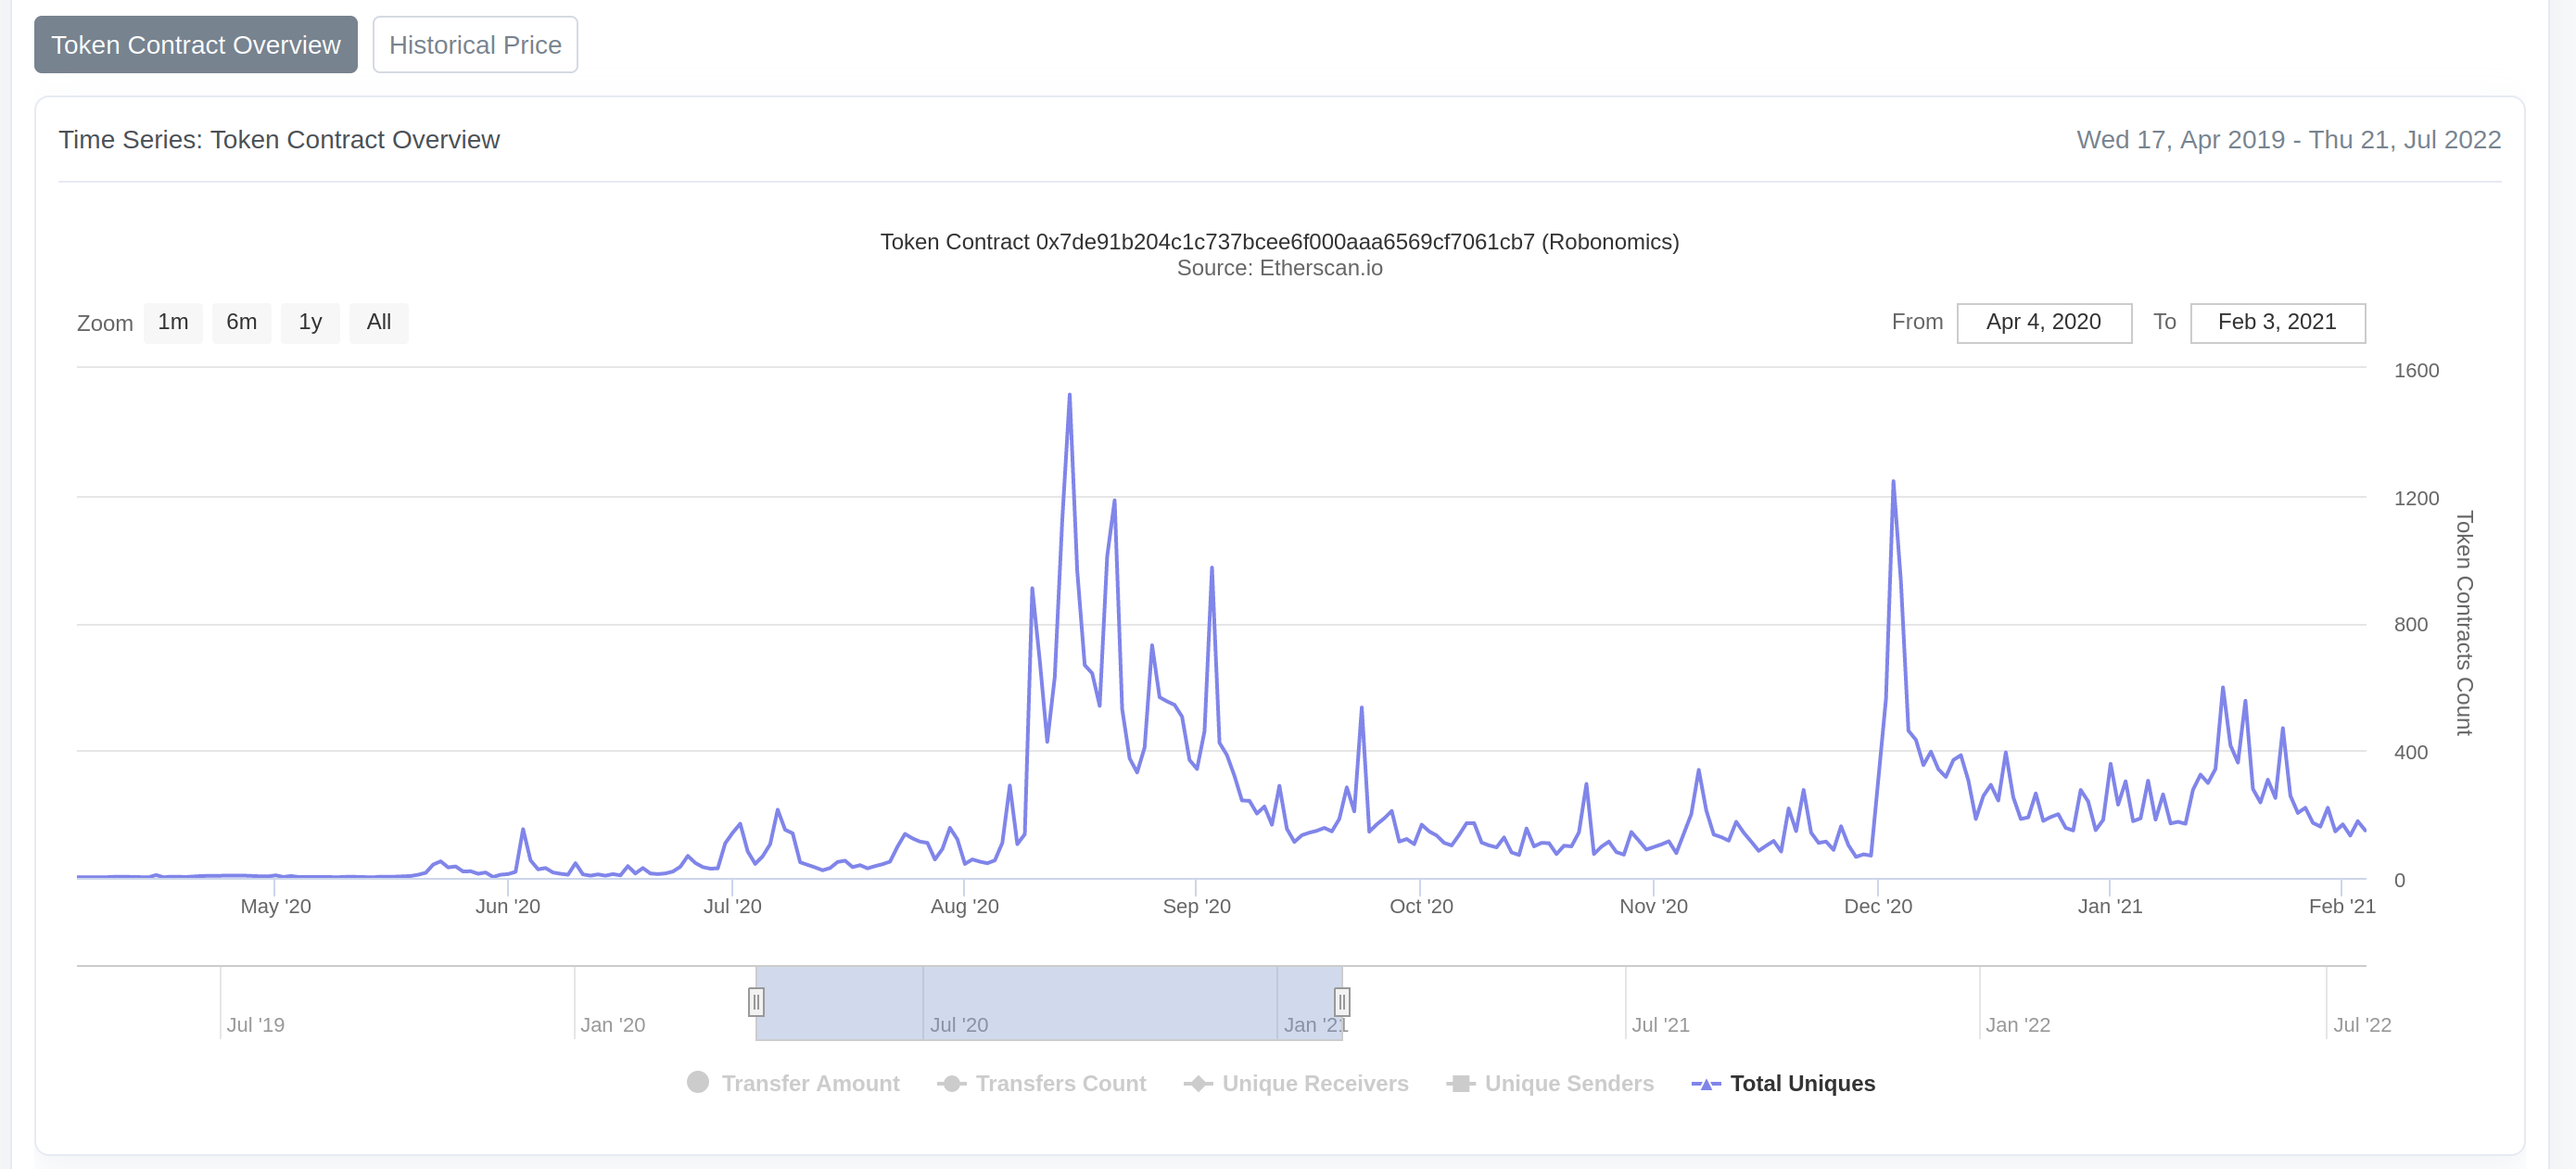 Token Contract Overview Historical Price
Time Series: Token Contract Overview Wed 17, Apr 2019 - Thu 21, Jul 2022
Token Contract 0x7de91b204c1c737bcee6f000aaa6569cf7061cb7 (Robonomics)
Source: Etherscan.io
Zoom 1m 6m 1y All From Apr 4, 2020 To Feb 3, 2021
1600
1200
800
400
0
Token Contracts Count
May '20 Jun '20 Jul '20 Aug '20 Sep '20 Oct '20 Nov '20 Dec '20 Jan '21 Feb '21
Jul '19 Jan '20 Jul '20 Jan '21 Jul '21 Jan '22 Jul '22
Transfer Amount Transfers Count Unique Receivers Unique Senders Total Uniques